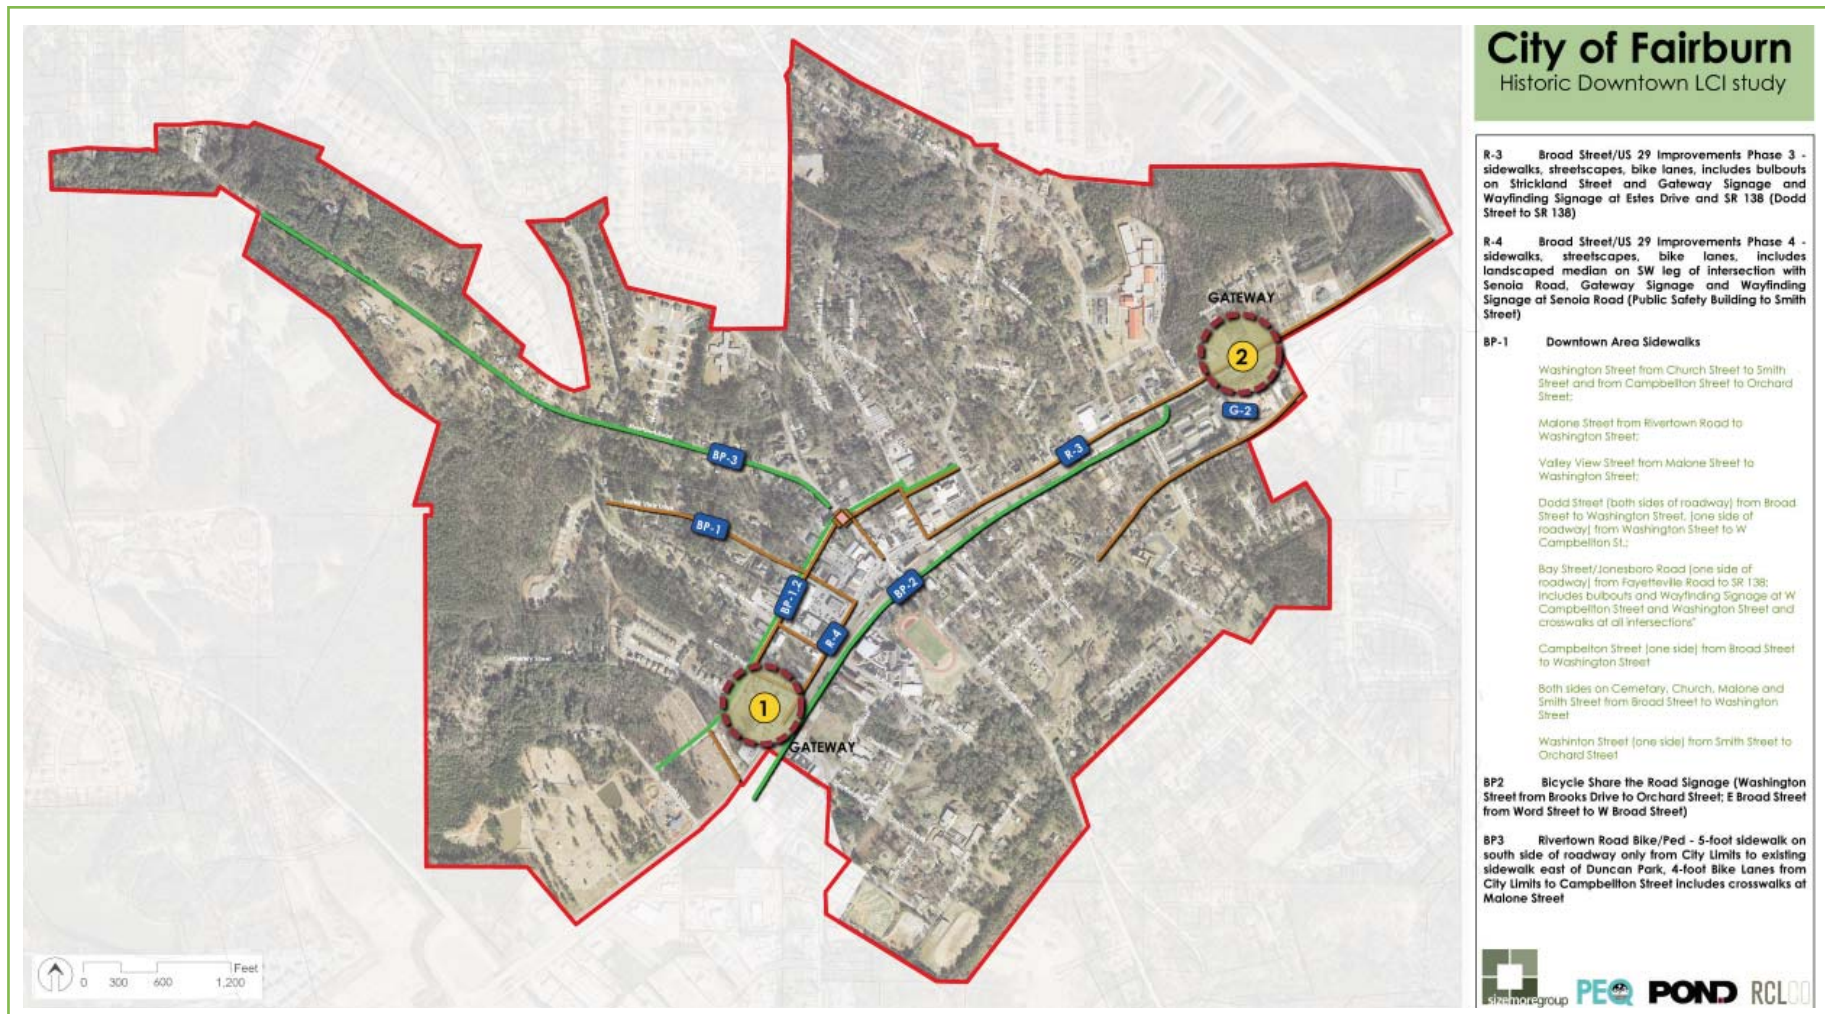 City of Fairburn
Historic Downtown LCI study
R-3 Broad Street/US 29 Improvements Phase 3 -
sidewalks, streetscapes, bike lanes, includes bulbouts
on Strickland Street and Gateway Signage and
Wayfinding Signage at Estes Drive and SR 138 (Dodd
Street to SR 138)
R-4 Broad Street/US 29 Improvements Phase 4 -
sidewalks, streetscapes, bike lanes, includes
landscaped median on SW leg of intersection with
Senoia Road, Gateway Signage and Wayfinding
Signage at Senoia Road (Public Safety Building to Smith
Street)
BP-1 Downtown Area Sidewalks
Washington Street from Church Street to Smith
Street and from Campbellton Street to Orchard
Street;
Malone Street from Rivertown Road to
Washington Street;
Valley View Street from Malone Street to
Washington Street;
Dodd Street (both sides of roadway) from Broad
Street to Washington Street, (one side of
roadway) from Washington Street to W
Campbellton St.;
Bay Street/Jonesboro Road (one side of
roadway) from Fayetteville Road to SR 138;
includes bulbouts and Wayfinding Signage at W
Campbellton Street and Washington Street and
crosswalks at all intersections"
Campbelton Street (one side) from Broad Street
to Washington Street
Both sides on Cemetary, Church, Malone and
Smith Street from Broad Street to Washington
Street
Washinton Street (one side) from Smith Street to
Orchard Street
BP2 Bicycle Share the Road Signage (Washington
Street from Brooks Drive to Orchard Street; E Broad Street
from Word Street to W Broad Street)
BP3 Rivertown Road Bike/Ped - 5-foot sidewalk on
south side of roadway only from City Limits to existing
sidewalk east of Duncan Park, 4-foot Bike Lanes from
City Limits to Campbellton Street includes crosswalks at
Malone Street
sizemoregroup PEQ POND RCLCO
GATEWAY
2
G-2
R-3
BP-3
BP-1
BP-2
BP-1.2
R-4
1
GATEWAY
Feet
0 300 600 1,200